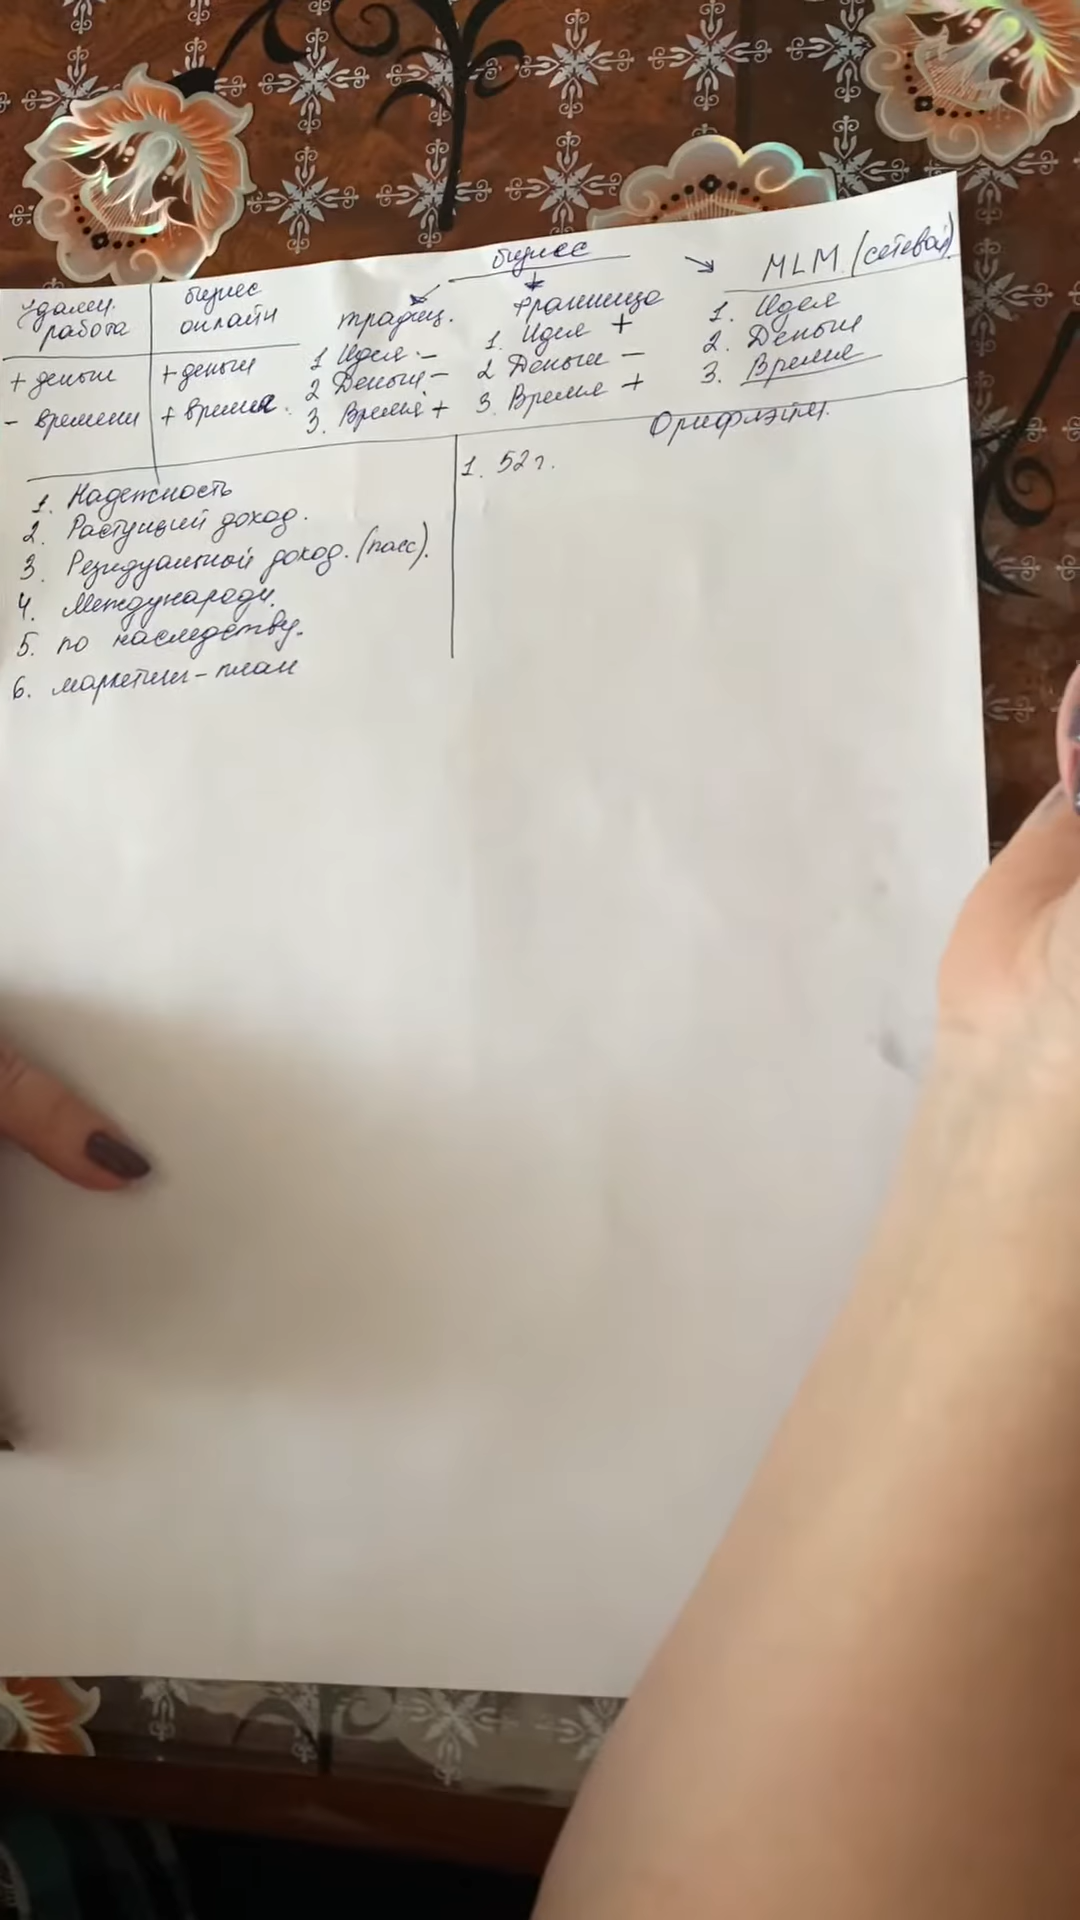 бизнес
Удален.
работа
+ деньги
- времени
бизнес
онлайн
+ деньги
+ время.
традиц.
1 Идея -
2 Деньги -
3. Время +
Франшиза
1. Идея +
2 Деньги -
3. Время +
MLM. (сетевой)
1. Идея
2. Деньги
3. Время
1. Надежность
2. Растущий доход.
3. Резидуальный доход. (пасс).
4. Международн.
5. по наследству.
6. маркетинг-план
Орифлэйм.
1. 52 г.